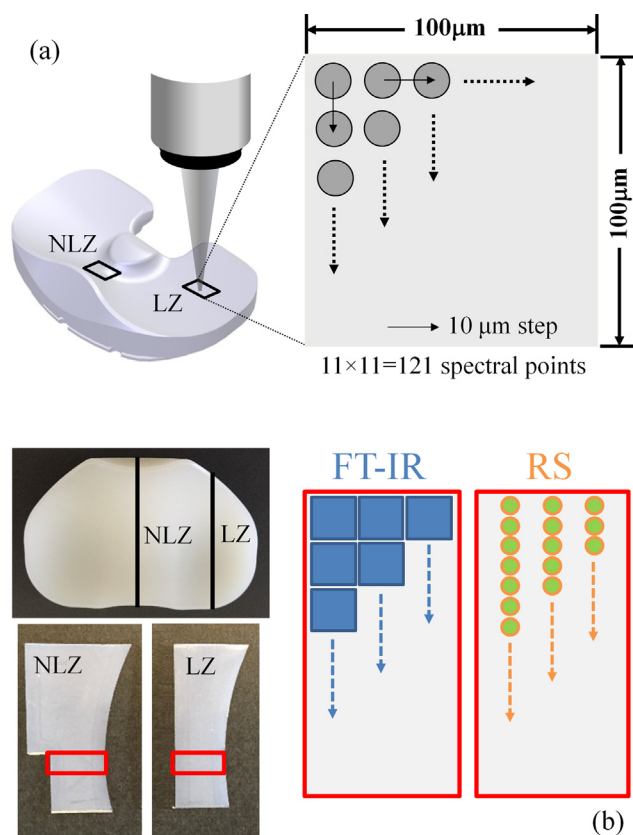 (a)
100μm
100μm
NLZ
LZ
10 μm step
11×11=121 spectral points
FT-IR
RS
NLZ
LZ
NLZ
LZ
(b)